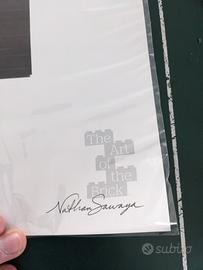 The
Art
of
the
Brick
Nathan Sawaya
subito